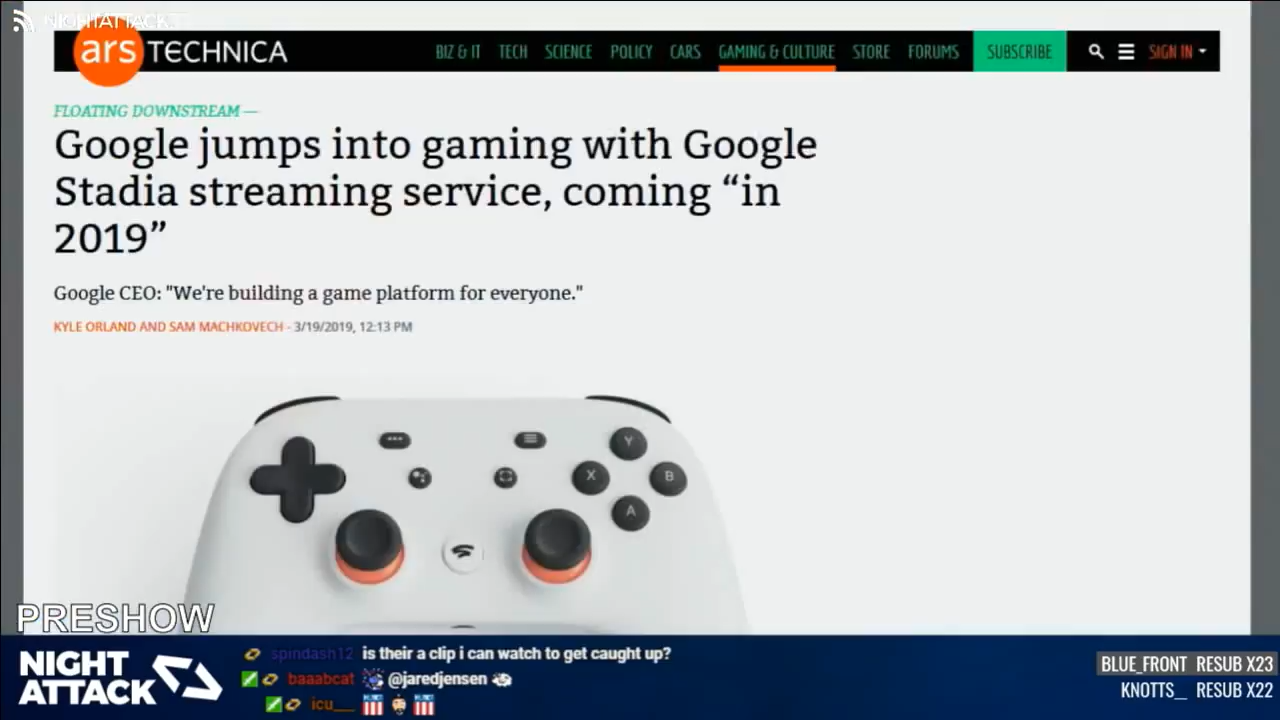 NIGHTATTACK.
ars TECHNICA
BIZ & IT TECH SCIENCE POLICY CARS GAMING & CULTURE STORE FORUMS SUBSCRIBE SIGN IN
FLOATING DOWNSTREAM —
Google jumps into gaming with Google
Stadia streaming service, coming “in
2019”
Google CEO: "We're building a game platform for everyone."
KYLE ORLAND AND SAM MACHKOVECH - 3/19/2019, 12:13 PM
Y
X B
A
PRESHOW
NIGHT
ATTACK
spindash12 is their a clip i can watch to get caught up?
baaabcat @jaredjensen
icu___
BLUE_FRONT RESUB X23
KNOTTS__ RESUB X22